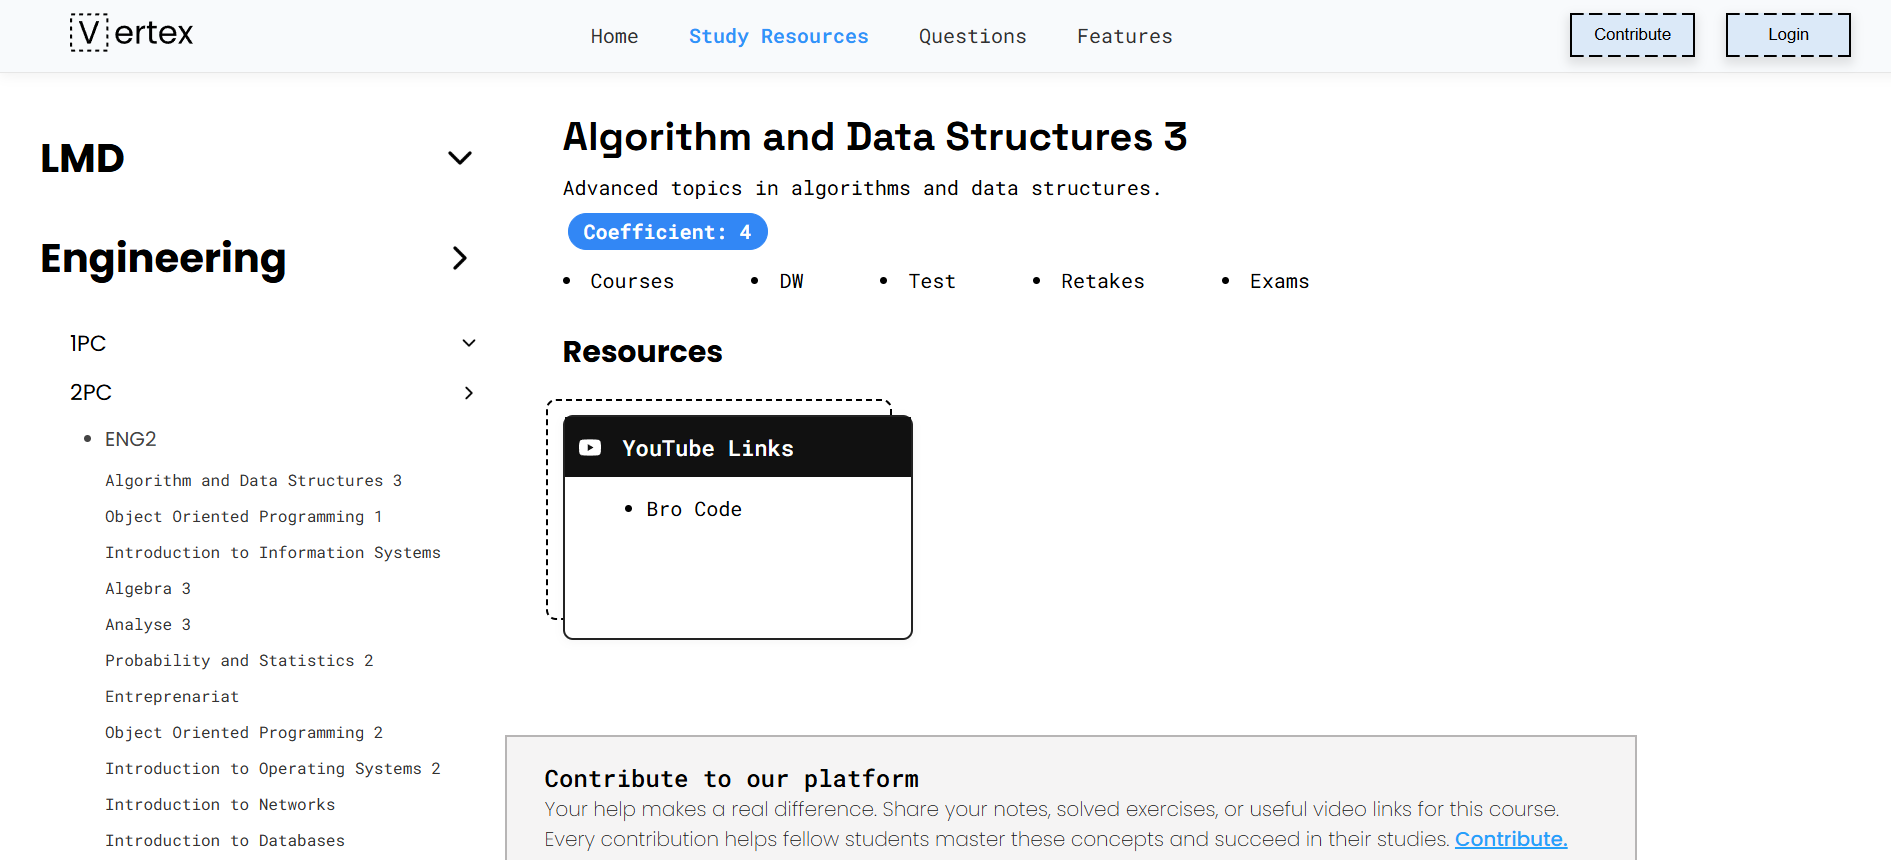 Vertex
Home
Study Resources
Questions
Features
Contribute
Login
LMD
Engineering
1PC
2PC
ENG2
Algorithm and Data Structures 3
Object Oriented Programming 1
Introduction to Information Systems
Algebra 3
Analyse 3
Probability and Statistics 2
Entreprenariat
Object Oriented Programming 2
Introduction to Operating Systems 2
Introduction to Networks
Introduction to Databases
Algorithm and Data Structures 3
Advanced topics in algorithms and data structures.
Coefficient: 4
Courses
DW
Test
Retakes
Exams
Resources
YouTube Links
Bro Code
Contribute to our platform
Your help makes a real difference. Share your notes, solved exercises, or useful video links for this course.
Every contribution helps fellow students master these concepts and succeed in their studies. Contribute.